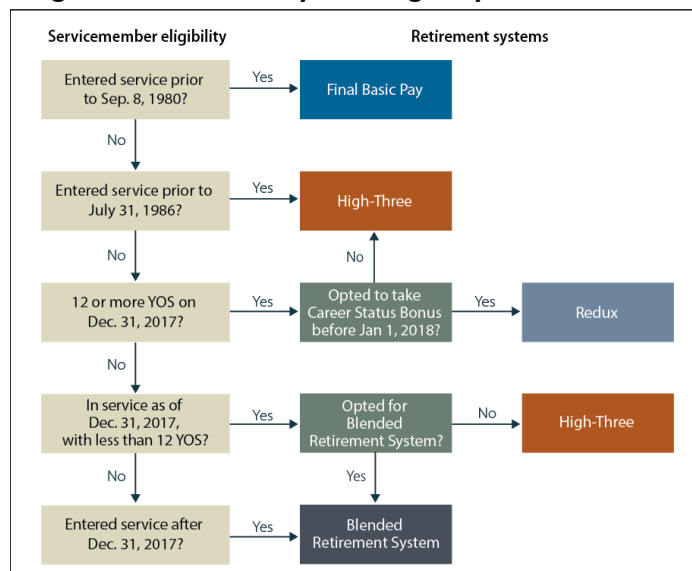 Servicemember eligibility
Retirement systems
Entered service prior
to Sep. 8, 1980?
Yes
Final Basic Pay
No
Entered service prior to
July 31, 1986?
Yes
High-Three
No
No
12 or more YOS on
Dec. 31, 2017?
Yes
Opted to take
Career Status Bonus
before Jan 1, 2018?
Yes
Redux
No
In service as of
Dec. 31, 2017,
with less than 12 YOS?
Yes
Opted for
Blended
Retirement System?
No
High-Three
No
Yes
Entered service after
Dec. 31, 2017?
Yes
Blended
Retirement System